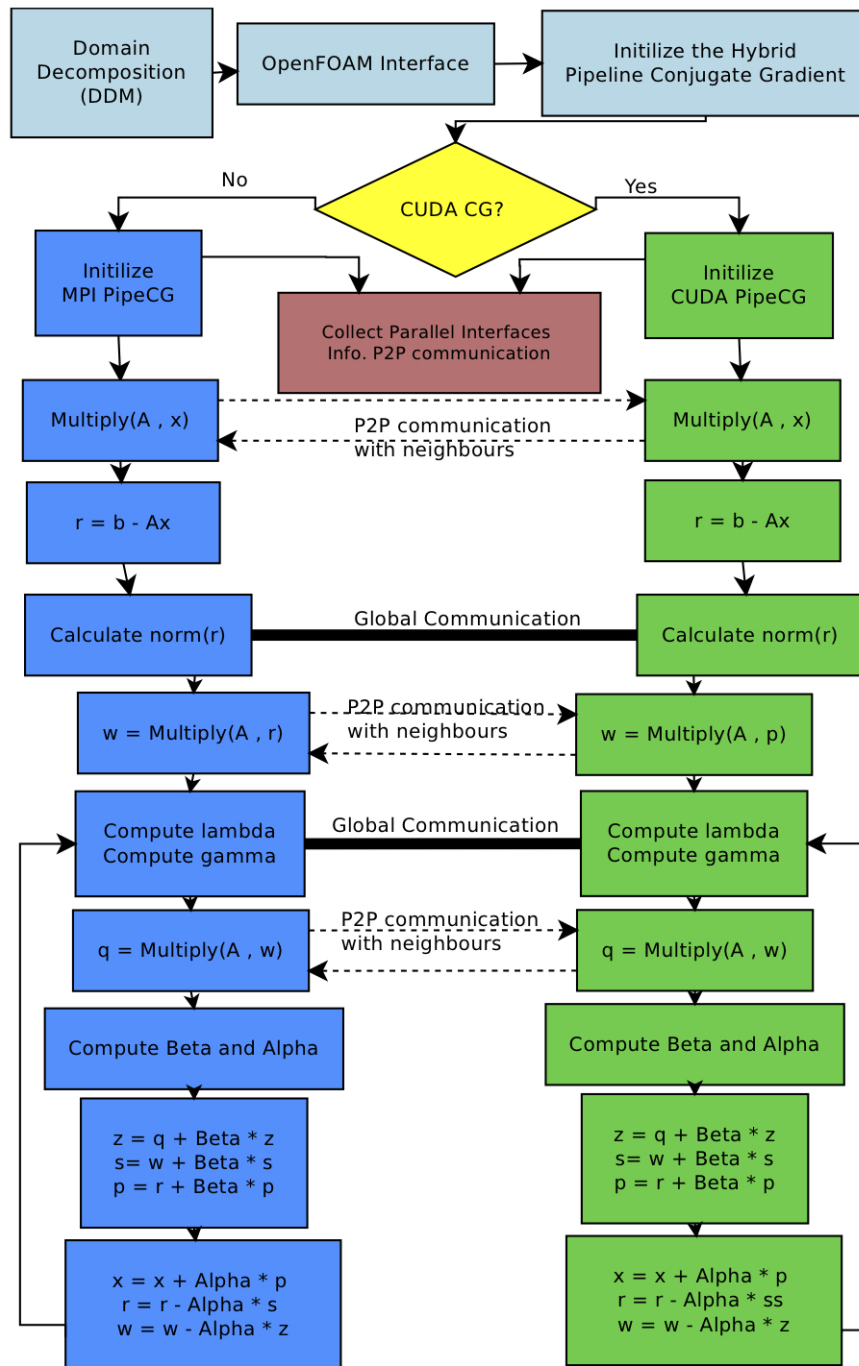 Domain
Decomposition
(DDM)
OpenFOAM Interface
Initilize the Hybrid
Pipeline Conjugate Gradient
No
CUDA CG?
Yes
Initilize
MPI PipeCG
Initilize
CUDA PipeCG
Collect Parallel Interfaces
Info. P2P communication
Multiply(A , x)
P2P communication
with neighbours
Multiply(A , x)
r = b - Ax
r = b - Ax
Calculate norm(r)
Global Communication
Calculate norm(r)
w = Multiply(A , r)
P2P communication
with neighbours
w = Multiply(A , p)
Compute lambda
Compute gamma
Global Communication
Compute lambda
Compute gamma
q = Multiply(A , w)
P2P communication
with neighbours
q = Multiply(A , w)
Compute Beta and Alpha
Compute Beta and Alpha
z = q + Beta * z
s= w + Beta * s
p = r + Beta * p
z = q + Beta * z
s= w + Beta * s
p = r + Beta * p
x = x + Alpha * p
r = r - Alpha * s
w = w - Alpha * z
x = x + Alpha * p
r = r - Alpha * ss
w = w - Alpha * z